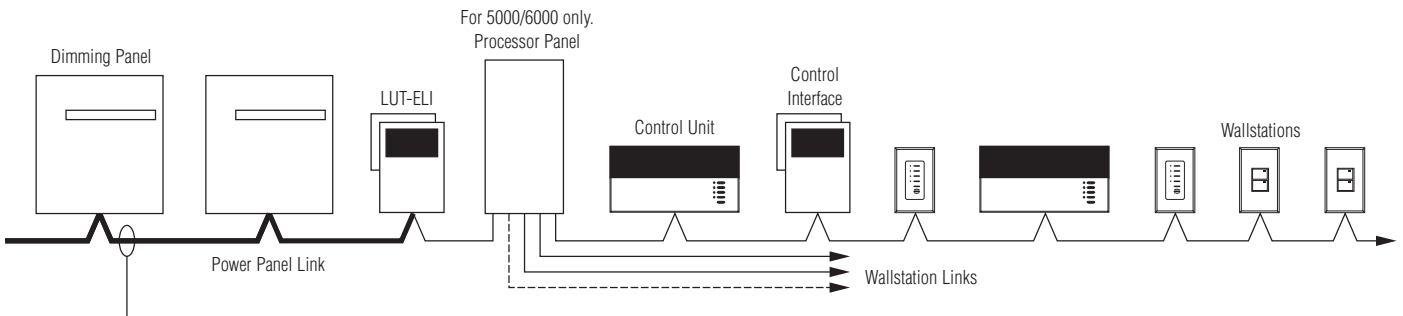 For 5000/6000 only.
Processor Panel
Dimming Panel
LUT-ELI
Control
Interface
Control Unit
Wallstations
Power Panel Link
Wallstation Links